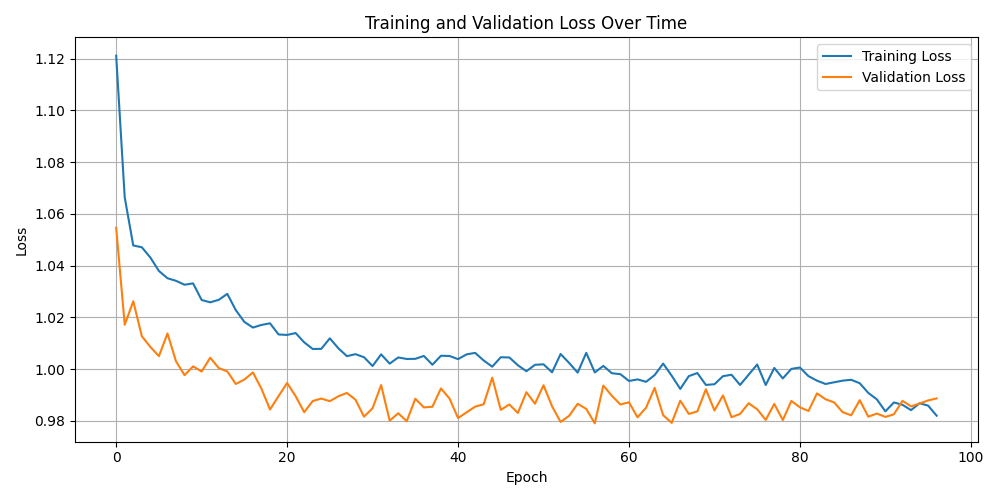 Training and Validation Loss Over Time
Training Loss
Validation Loss
Loss
1.12
1.10
1.08
1.06
1.04
1.02
1.00
0.98
0
20
40
60
80
100
Epoch